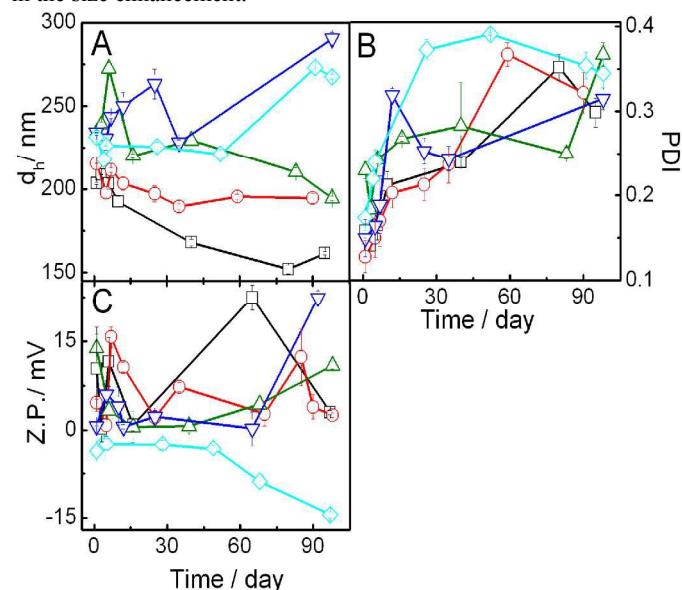 in the size enhancement.
300
250
200
150
d_h / nm
A
B
0.4
0.3
0.2
0.1
PDI
0 30 60 90
Time / day
C
15
0
-15
Z.P./ mV
0 30 60 90
Time / day